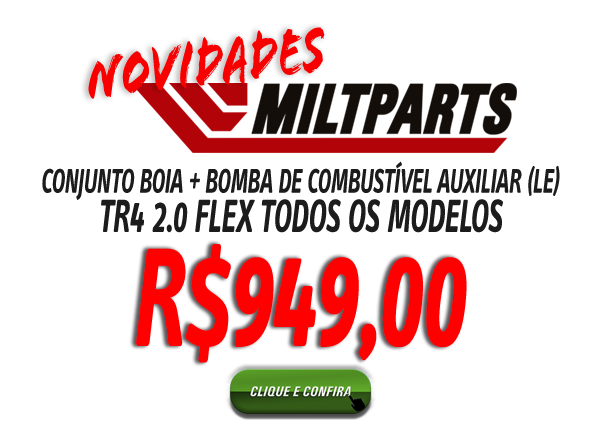 NOVIDADES
MILTPARTS
CONJUNTO BOIA + BOMBA DE COMBUSTÍVEL AUXILIAR (LE)
TR4 2.0 FLEX TODOS OS MODELOS
R$949,00
CLIQUE E CONFIRA